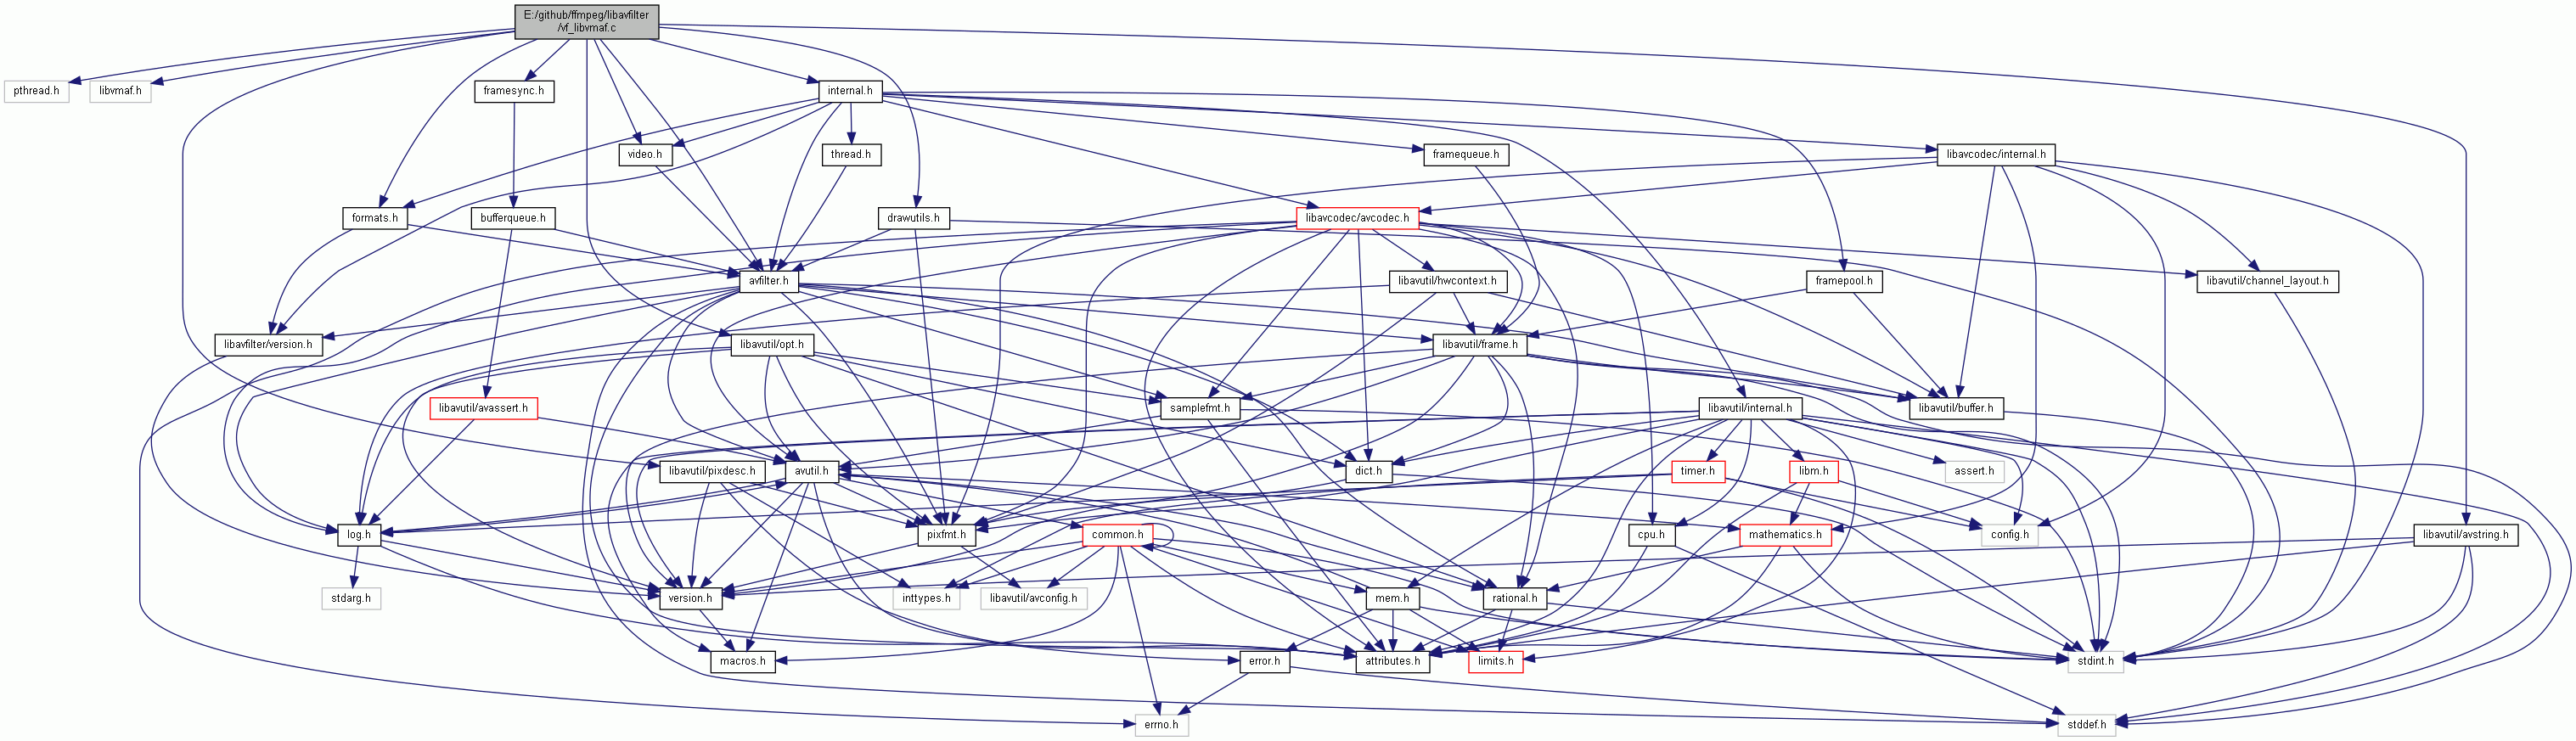 E:/github/ffmpeg/libavfilter
/vf_libvmaf.c
pthread.h
libvmaf.h
framesync.h
internal.h
video.h
thread.h
framequeue.h
libavcodec/internal.h
formats.h
bufferqueue.h
drawutils.h
libavcodec/avcodec.h
avfilter.h
libavutil/hwcontext.h
framepool.h
libavutil/channel_layout.h
libavfilter/version.h
libavutil/opt.h
libavutil/frame.h
libavutil/avassert.h
samplefmt.h
libavutil/internal.h
libavutil/buffer.h
libavutil/pixdesc.h
avutil.h
dict.h
timer.h
libm.h
assert.h
log.h
pixfmt.h
common.h
mathematics.h
cpu.h
config.h
libavutil/avstring.h
stdarg.h
version.h
inttypes.h
libavutil/avconfig.h
mem.h
rational.h
macros.h
error.h
attributes.h
limits.h
stdint.h
errno.h
stddef.h